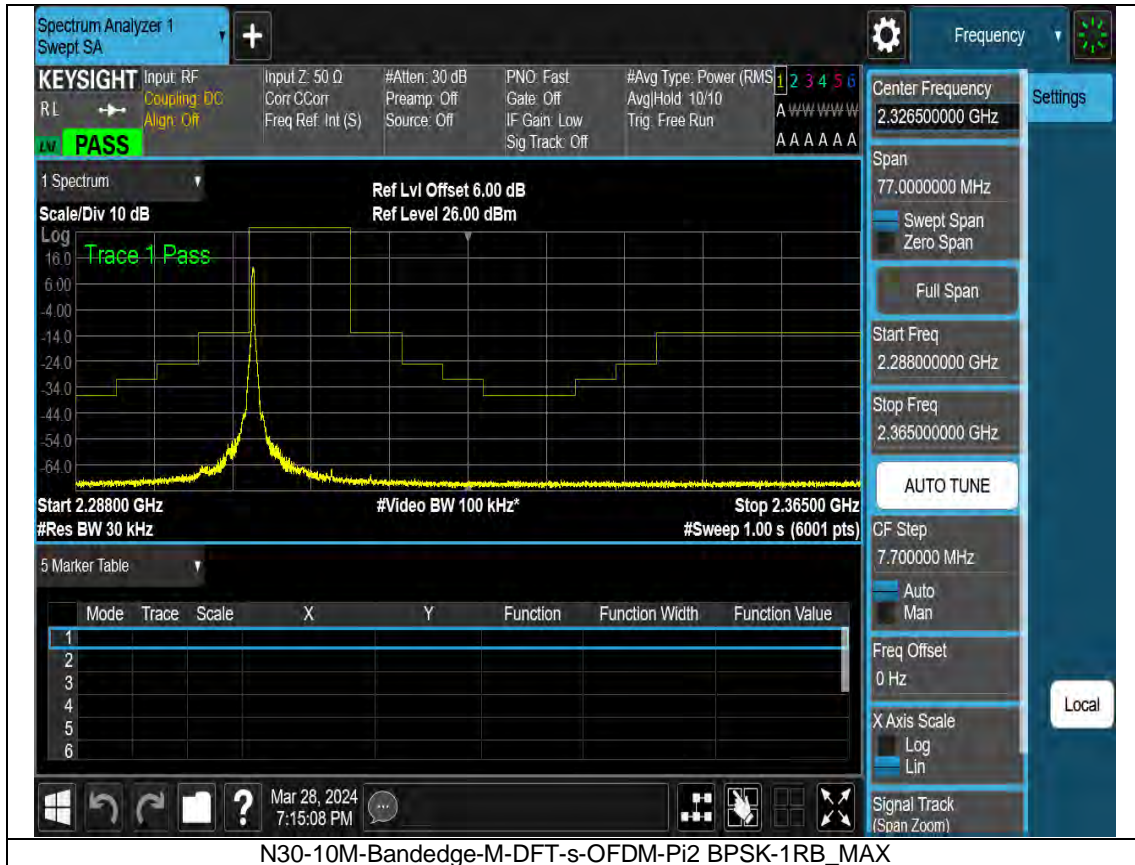 Spectrum Analyzer 1
Swept SA
+
Frequency
KEYSIGHT
RL
LXI
PASS
Input: RF
Coupling: DC
Align: Off
Input Z: 50 Ω
Corr CCorr
Freq Ref: Int (S)
#Atten: 30 dB
Preamp: Off
Source: Off
PNO: Fast
Gate: Off
IF Gain: Low
Sig Track: Off
#Avg Type: Power (RMS
Avg|Hold: 10/10
Trig: Free Run
1 2 3 4 5 6
A W W W W W
A A A A A A
1 Spectrum
Scale/Div 10 dB
Ref Lvl Offset 6.00 dB
Ref Level 26.00 dBm
Log
Trace 1 Pass
16.0
6.00
-4.00
-14.0
-24.0
-34.0
-44.0
-54.0
-64.0
Start 2.28800 GHz
#Video BW 100 kHz*
Stop 2.36500 GHz
#Res BW 30 kHz
#Sweep 1.00 s (6001 pts)
5 Marker Table
Mode Trace Scale X Y Function Function Width Function Value
1
2
3
4
5
6
Mar 28, 2024
7:15:08 PM
Center Frequency
2.326500000 GHz
Settings
Span
77.0000000 MHz
Swept Span
Zero Span
Full Span
Start Freq
2.288000000 GHz
Stop Freq
2.365000000 GHz
AUTO TUNE
CF Step
7.700000 MHz
Auto
Man
Freq Offset
0 Hz
Local
X Axis Scale
Log
Lin
Signal Track
(Span Zoom)
N30-10M-Bandedge-M-DFT-s-OFDM-Pi2 BPSK-1RB_MAX